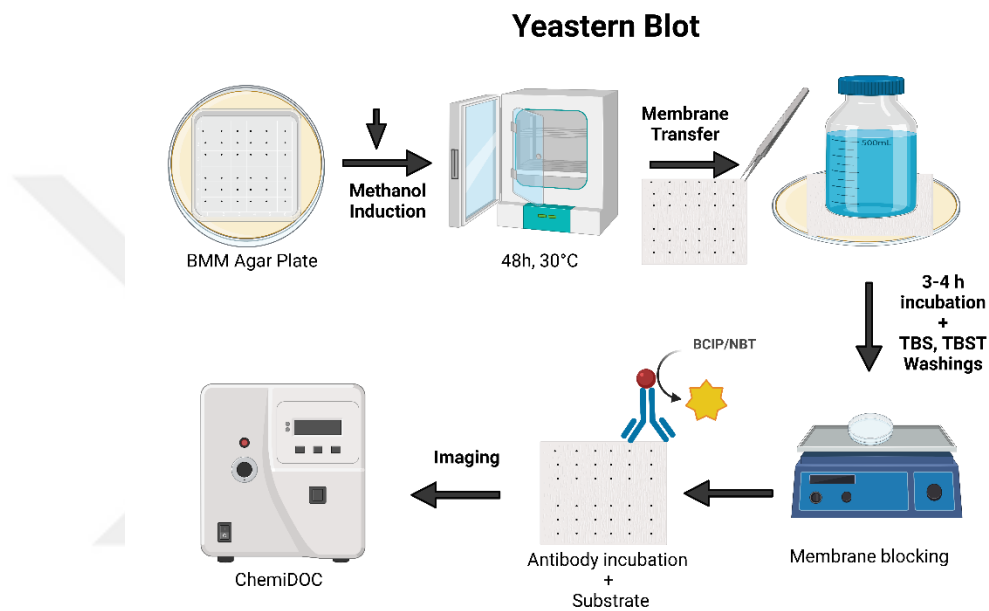 Yeastern Blot
Methanol
Induction
Membrane
Transfer
500mL
BMM Agar Plate
48h, 30°C
3-4 h
incubation
+
TBS, TBST
Washings
BCIP/NBT
Imaging
ChemiDOC
Antibody incubation
+
Substrate
Membrane blocking